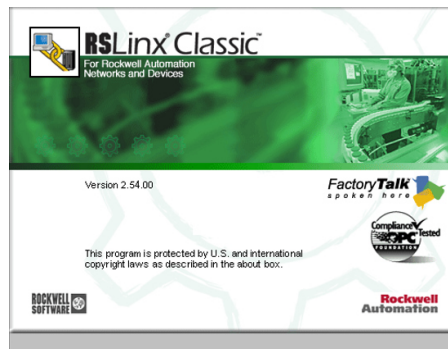 RSLinx® Classic™
For Rockwell Automation
Networks and Devices
Version 2.54.00
FactoryTalk
spoken here
Compliance Tested
OPC
FOUNDATION
This program is protected by U.S. and international
copyright laws as described in the about box.
ROCKWELL
SOFTWARE
Rockwell
Automation